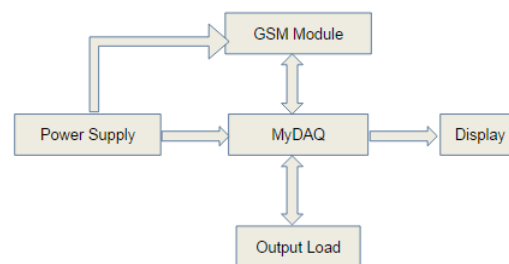 GSM Module
Power Supply
MyDAQ
Display
Output Load